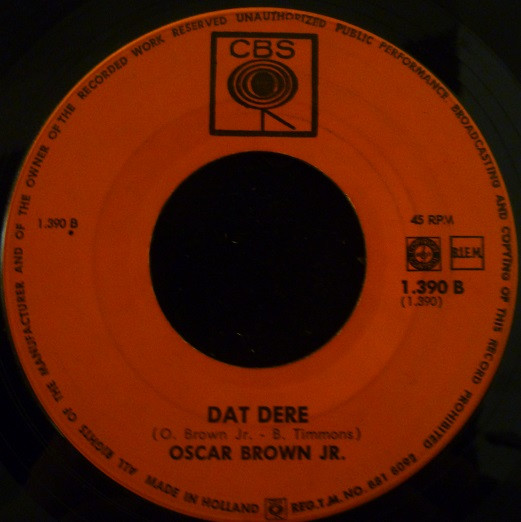 ALL RIGHTS OF THE MANUFACTURER AND OF THE OWNER OF THE RECORDED WORK RESERVED UNAUTHORIZED PUBLIC PERFORMANCE BROADCASTING AND COPYING OF THIS RECORD PROHIBITED
CBS
1.390 B
45 RPM
B.I.E.M.
1.390 B
(1.390)
DAT DERE
(O. Brown Jr. - B. Timmons)
OSCAR BROWN JR.
MADE IN HOLLAND CBS REG.T.M. NO. 881 6092